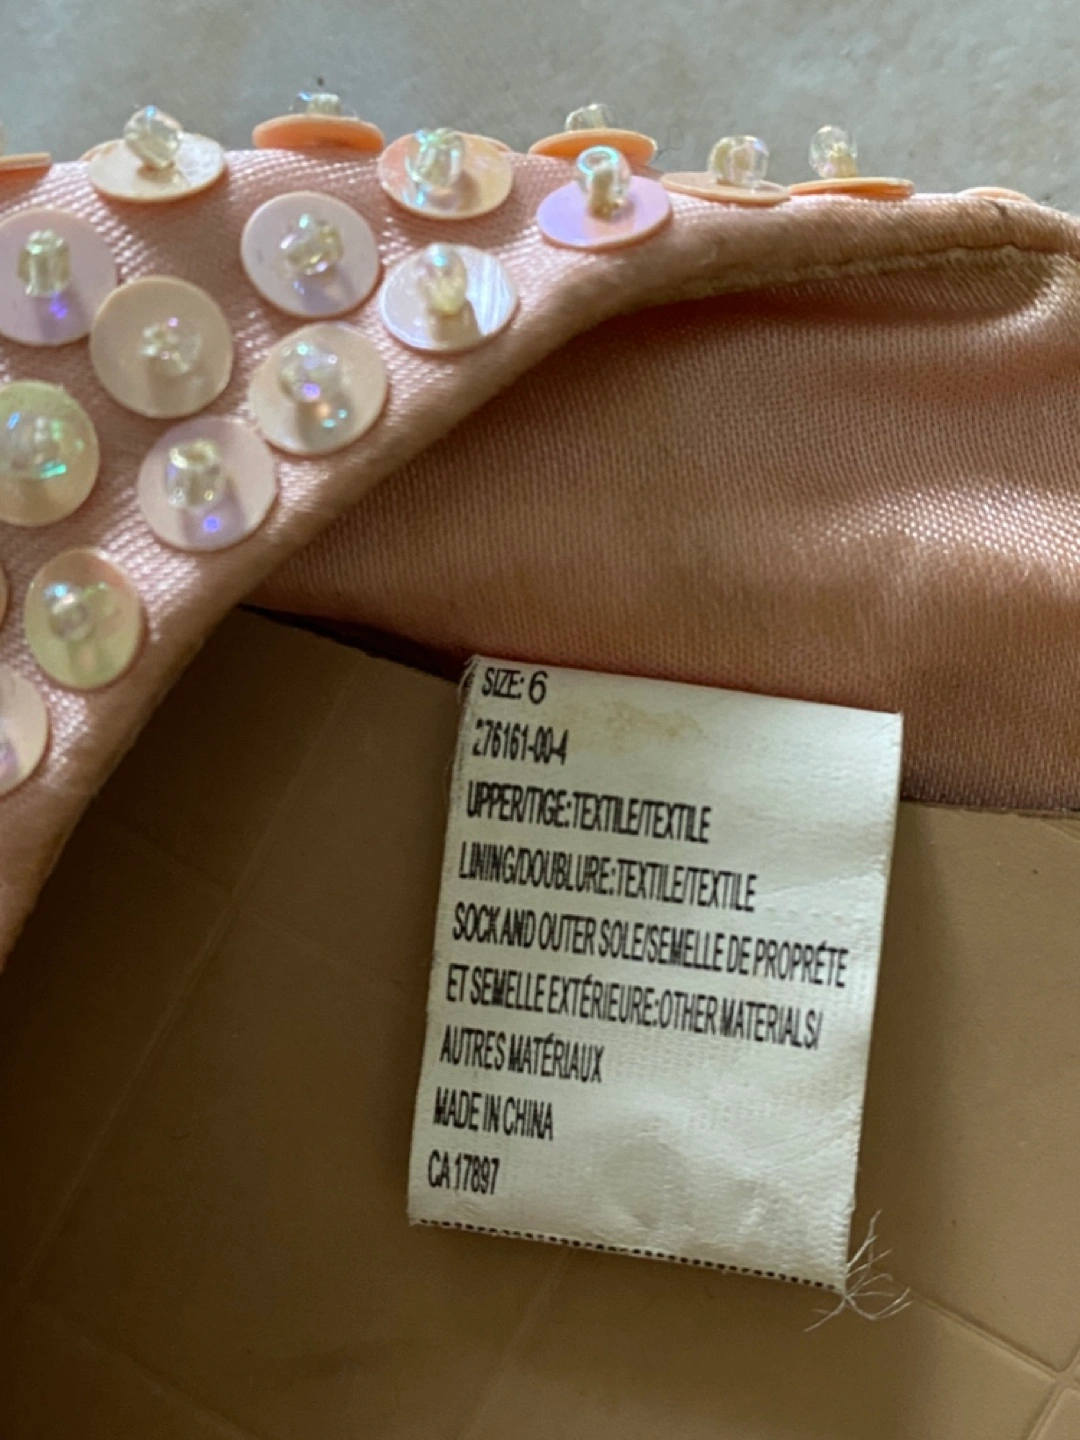 SIZE: 6
276161-00-4
UPPER/TIGE:TEXTILE/TEXTILE
LINING/DOUBLURE:TEXTILE/TEXTILE
SOCK AND OUTER SOLE/SEMELLE DE PROPRÉTE
ET SEMELLE EXTÉRIEURE:OTHER MATERIALS/
AUTRES MATÉRIAUX
MADE IN CHINA
CA 17897